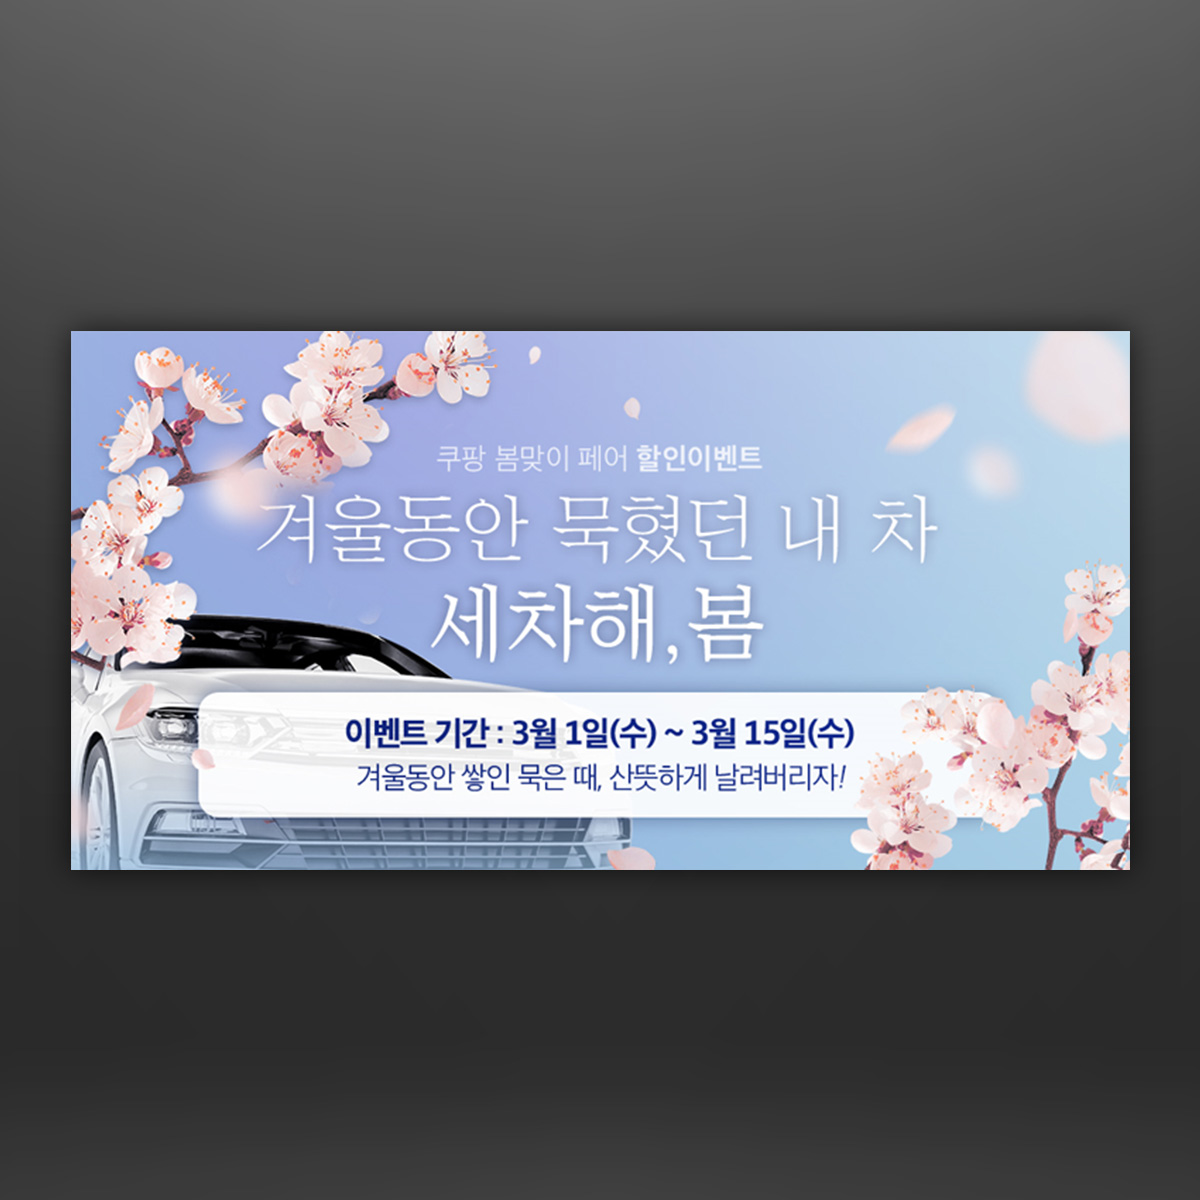 쿠팡 봄맞이 페어 할인이벤트
겨울동안 묵혔던 내 차
세차해, 봄
이벤트 기간 : 3월 1일(수) ~ 3월 15일(수)
겨울동안 쌓인 묵은 때, 산뜻하게 날려버리자!